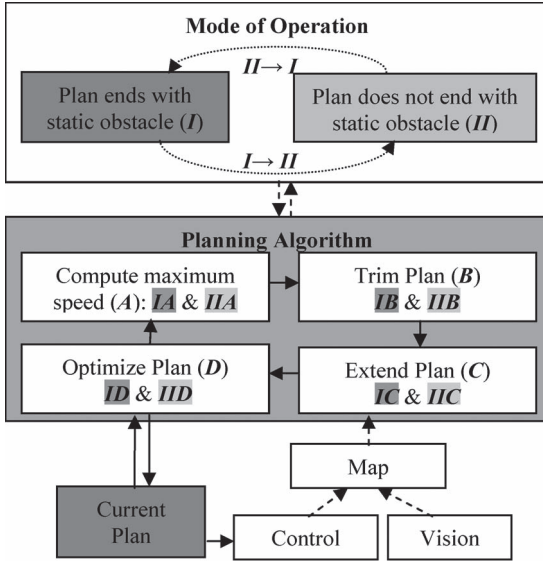 Mode of Operation
II→ I
Plan ends with
static obstacle (I)
Plan does not end with
static obstacle (II)
I→ II
Planning Algorithm
Compute maximum
speed (A): IA & IIA
Trim Plan (B)
IB & IIB
Optimize Plan (D)
ID & IID
Extend Plan (C)
IC & IIC
Map
Current
Plan
Control
Vision